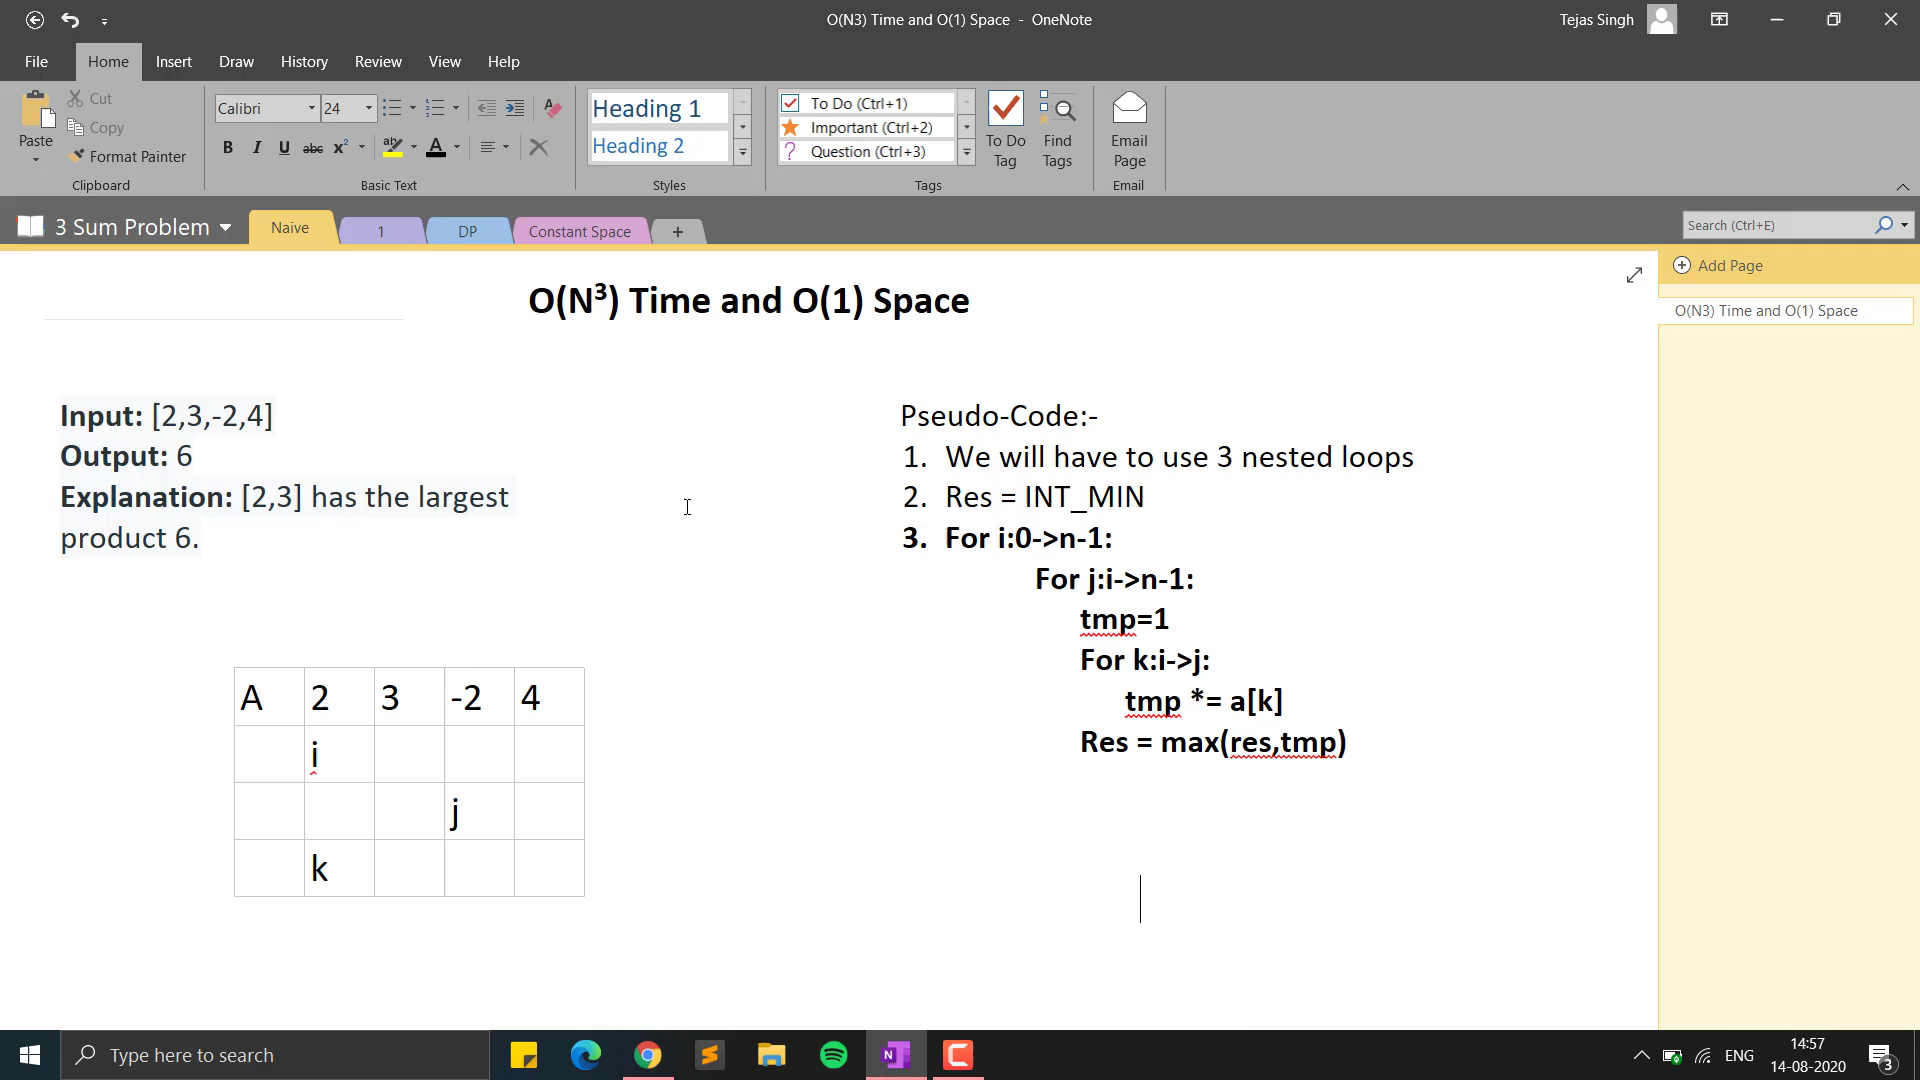 O(N3) Time and O(1) Space - OneNote
Tejas Singh
File Home Insert Draw History Review View Help
Paste
Cut
Copy
Format Painter
Clipboard
Calibri 24
B I U abc x² A
Basic Text
Heading 1
Heading 2
Styles
To Do (Ctrl+1)
Important (Ctrl+2)
? Question (Ctrl+3)
To Do Tag
Find Tags
Tags
Email Page
Email
3 Sum Problem
Naive 1 DP Constant Space +
Search (Ctrl+E)
Add Page
O(N3) Time and O(1) Space
O(N³) Time and O(1) Space
Input: [2,3,-2,4]
Output: 6
Explanation: [2,3] has the largest
product 6.
A 2 3 -2 4
i
j
k
Pseudo-Code:-
1. We will have to use 3 nested loops
2. Res = INT_MIN
3. For i:0->n-1:
For j:i->n-1:
tmp=1
For k:i->j:
tmp *= a[k]
Res = max(res,tmp)
Type here to search
N
ENG
14:57
14-08-2020
3